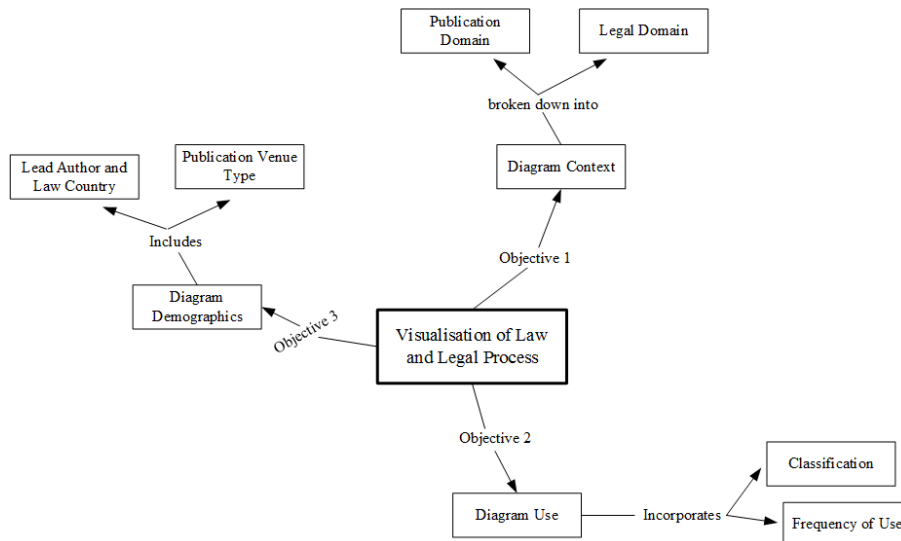 Publication
Domain
Legal Domain
broken down into
Diagram Context
Publication Venue
Type
Lead Author and
Law Country
Includes
Objective 1
Diagram
Demographics
Objective 3
Visualisation of Law
and Legal Process
Objective 2
Classification
Diagram Use
Incorporates
Frequency of Use